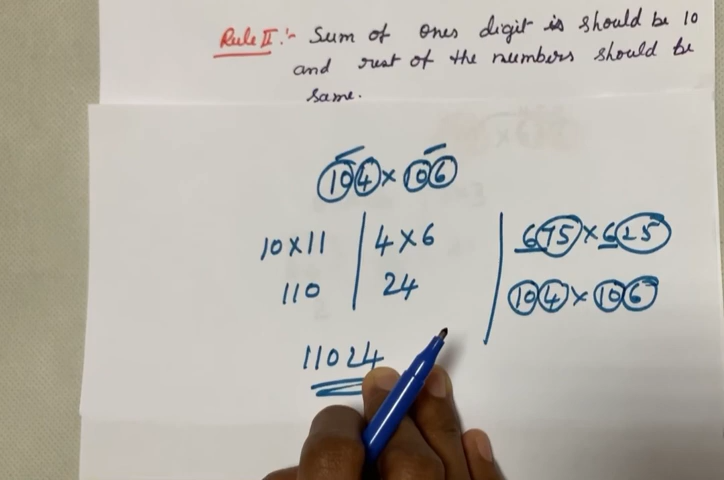 Rule II :- Sum of ones digit is should be 10
and rest of the numbers should be
same.
104 × 106
10 × 11 | 4 × 6
110 | 24
11024
675 × 625
104 × 106